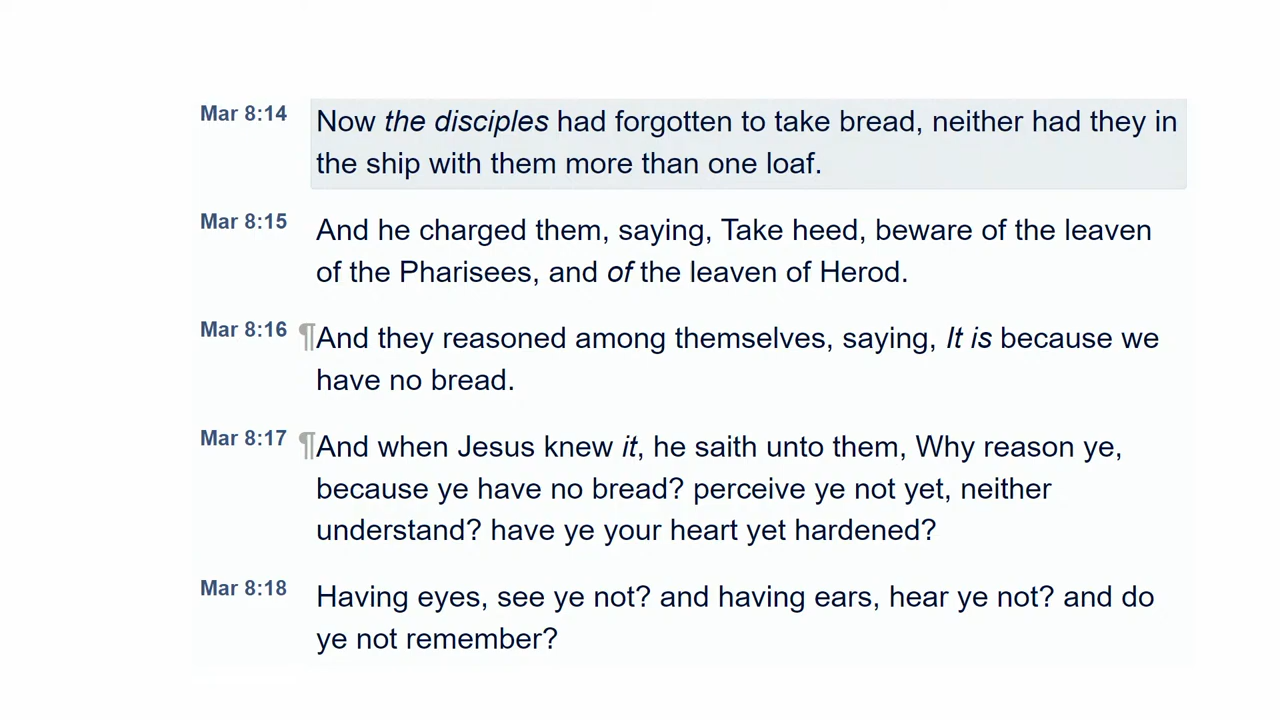 Mar 8:14 Now the disciples had forgotten to take bread, neither had they in
the ship with them more than one loaf.
Mar 8:15 And he charged them, saying, Take heed, beware of the leaven
of the Pharisees, and of the leaven of Herod.
Mar 8:16 ¶And they reasoned among themselves, saying, It is because we
have no bread.
Mar 8:17 ¶And when Jesus knew it, he saith unto them, Why reason ye,
because ye have no bread? perceive ye not yet, neither
understand? have ye your heart yet hardened?
Mar 8:18 Having eyes, see ye not? and having ears, hear ye not? and do
ye not remember?